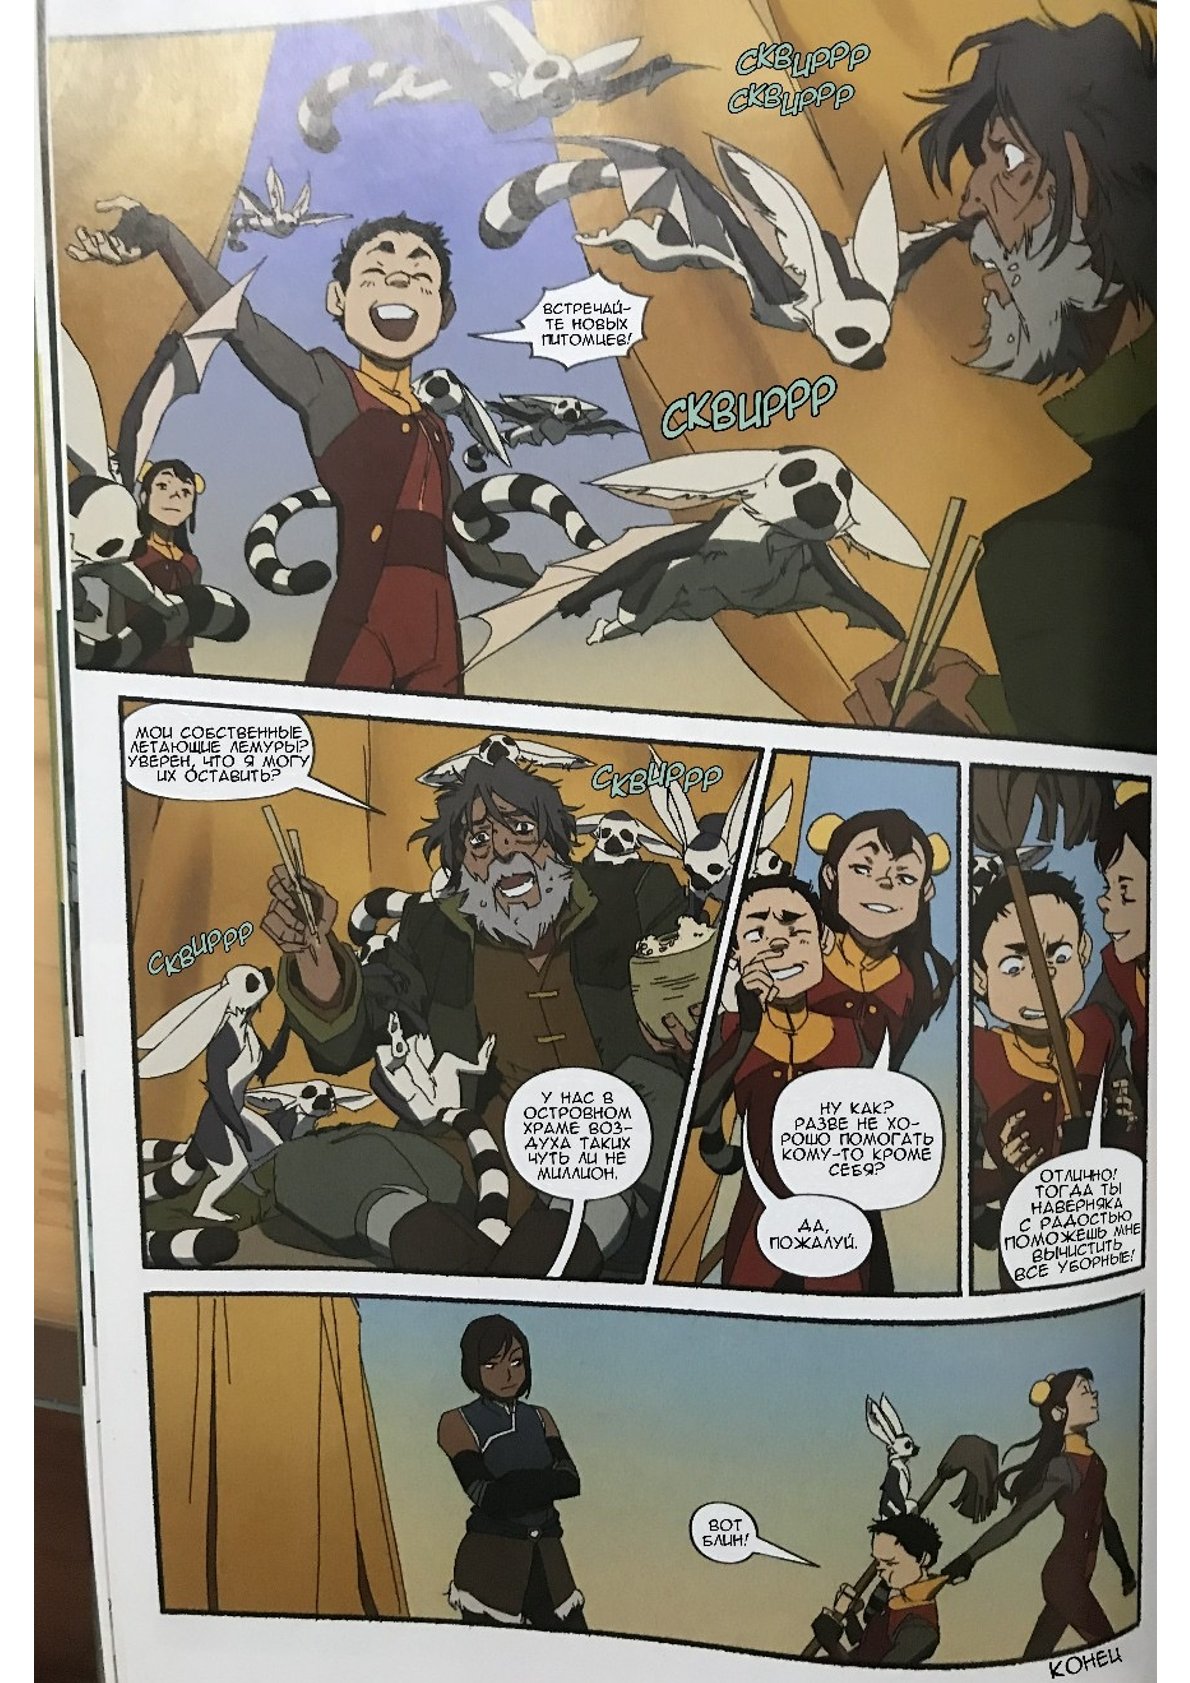 СКВИРРР
СКВИРРР
ВСТРЕЧАЙ-
ТЕ НОВЫХ
ПИТОМЦЕВ!
СКВИРРР
МОИ СОБСТВЕННЫЕ
ЛЕТАЮЩИЕ ЛЕМУРЫ?
УВЕРЕН, ЧТО Я МОГУ
ИХ ОСТАВИТЬ?
СКВИРРР
СКВИРРР
У НАС В
ОСТРОВНОМ
ХРАМЕ ВОЗ-
ДУХА ТАКИХ
ЧУТЬ ЛИ НЕ
МИЛЛИОН.
НУ КАК?
РАЗВЕ НЕ ХО-
РОШО ПОМОГАТЬ
КОМУ-ТО КРОМЕ
СЕБЯ?
ДА,
ПОЖАЛУЙ.
ОТЛИЧНО!
ТОГДА ТЫ
НАВЕРНЯКА
С РАДОСТЬЮ
ПОМОЖЕШЬ МНЕ
ВЫЧИСТИТЬ
ВСЕ УБОРНЫЕ!
ВОТ
БЛИН!
КОНЕЦ